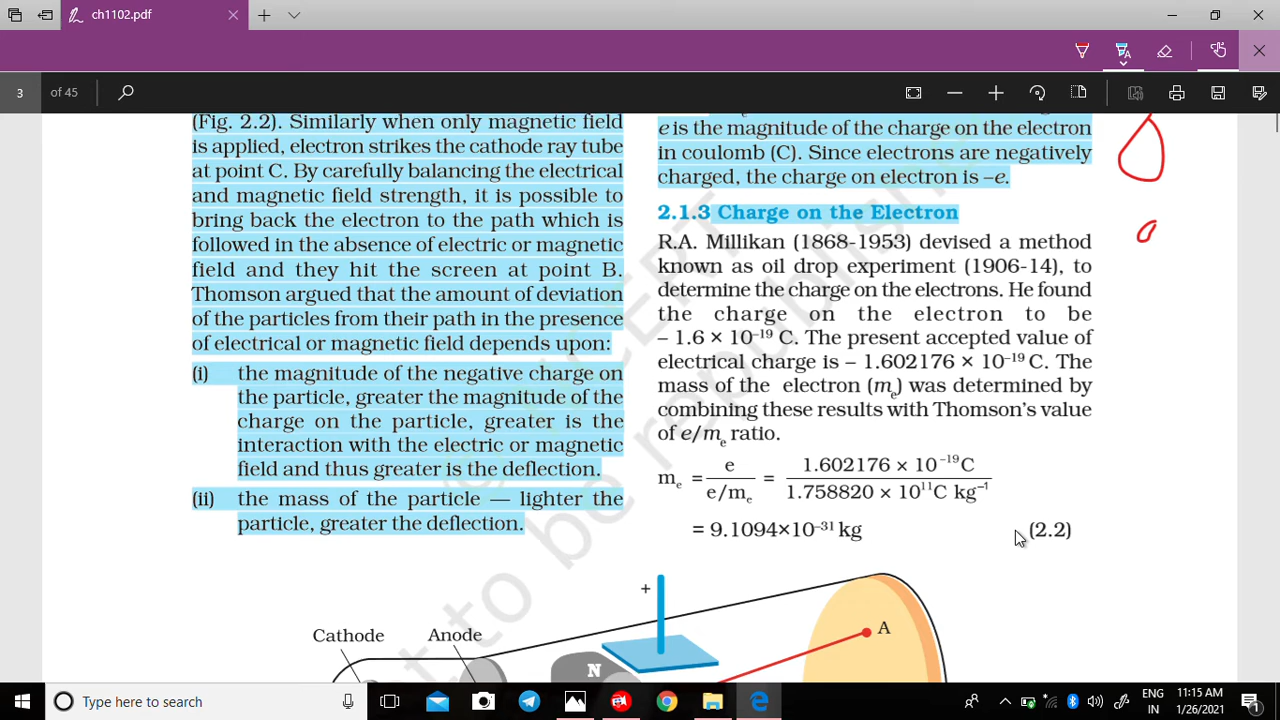 ch1102.pdf
3 of 45
(Fig. 2.2). Similarly when only magnetic field
is applied, electron strikes the cathode ray tube
at point C. By carefully balancing the electrical
and magnetic field strength, it is possible to
bring back the electron to the path which is
followed in the absence of electric or magnetic
field and they hit the screen at point B.
Thomson argued that the amount of deviation
of the particles from their path in the presence
of electrical or magnetic field depends upon:
(i) the magnitude of the negative charge on
the particle, greater the magnitude of the
charge on the particle, greater is the
interaction with the electric or magnetic
field and thus greater is the deflection.
(ii) the mass of the particle — lighter the
particle, greater the deflection.
e is the magnitude of the charge on the electron
in coulomb (C). Since electrons are negatively
charged, the charge on electron is –e.
2.1.3 Charge on the Electron
R.A. Millikan (1868-1953) devised a method
known as oil drop experiment (1906-14), to
determine the charge on the electrons. He found
the charge on the electron to be
– 1.6 × 10⁻¹⁹ C. The present accepted value of
electrical charge is – 1.602176 × 10⁻¹⁹ C. The
mass of the electron (mₑ) was determined by
combining these results with Thomson's value
of e/mₑ ratio.
mₑ = e / e/mₑ = 1.602176 × 10⁻¹⁹C / 1.758820 × 10¹¹C kg⁻¹
= 9.1094×10⁻³¹ kg (2.2)
+
Cathode Anode
N
A
not to be republished
Type here to search
ENG
IN
11:15 AM
1/26/2021
1